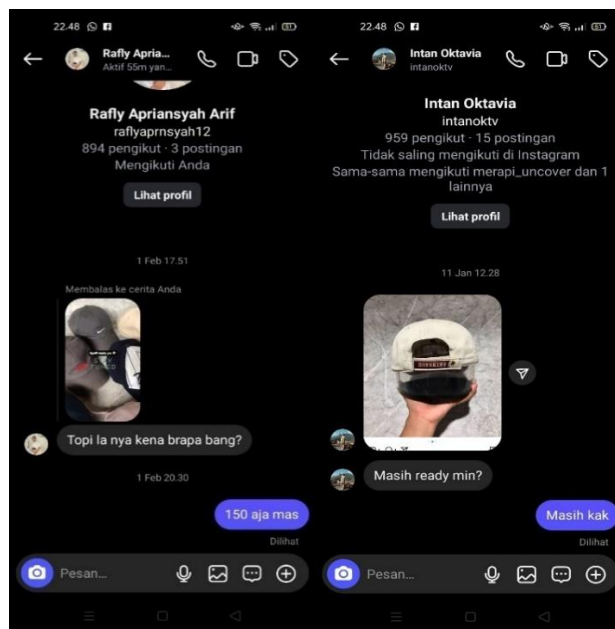 22.48
Rafly Apria...
Aktif 55m yan...
Rafly Apriansyah Arif
raflyaprnsyah12
894 pengikut · 3 postingan
Mengikuti Anda
Lihat profil
1 Feb 17.51
Membalas ke cerita Anda
Topi la nya kena brapa bang?
1 Feb 20.30
150 aja mas
Dilihat
Pesan...
22.48
Intan Oktavia
intanoktv
Intan Oktavia
intanoktv
959 pengikut · 15 postingan
Tidak saling mengikuti di Instagram
Sama-sama mengikuti merapi_uncover dan 1
lainnya
Lihat profil
11 Jan 12.28
Masih ready min?
Masih kak
Dilihat
Pesan...